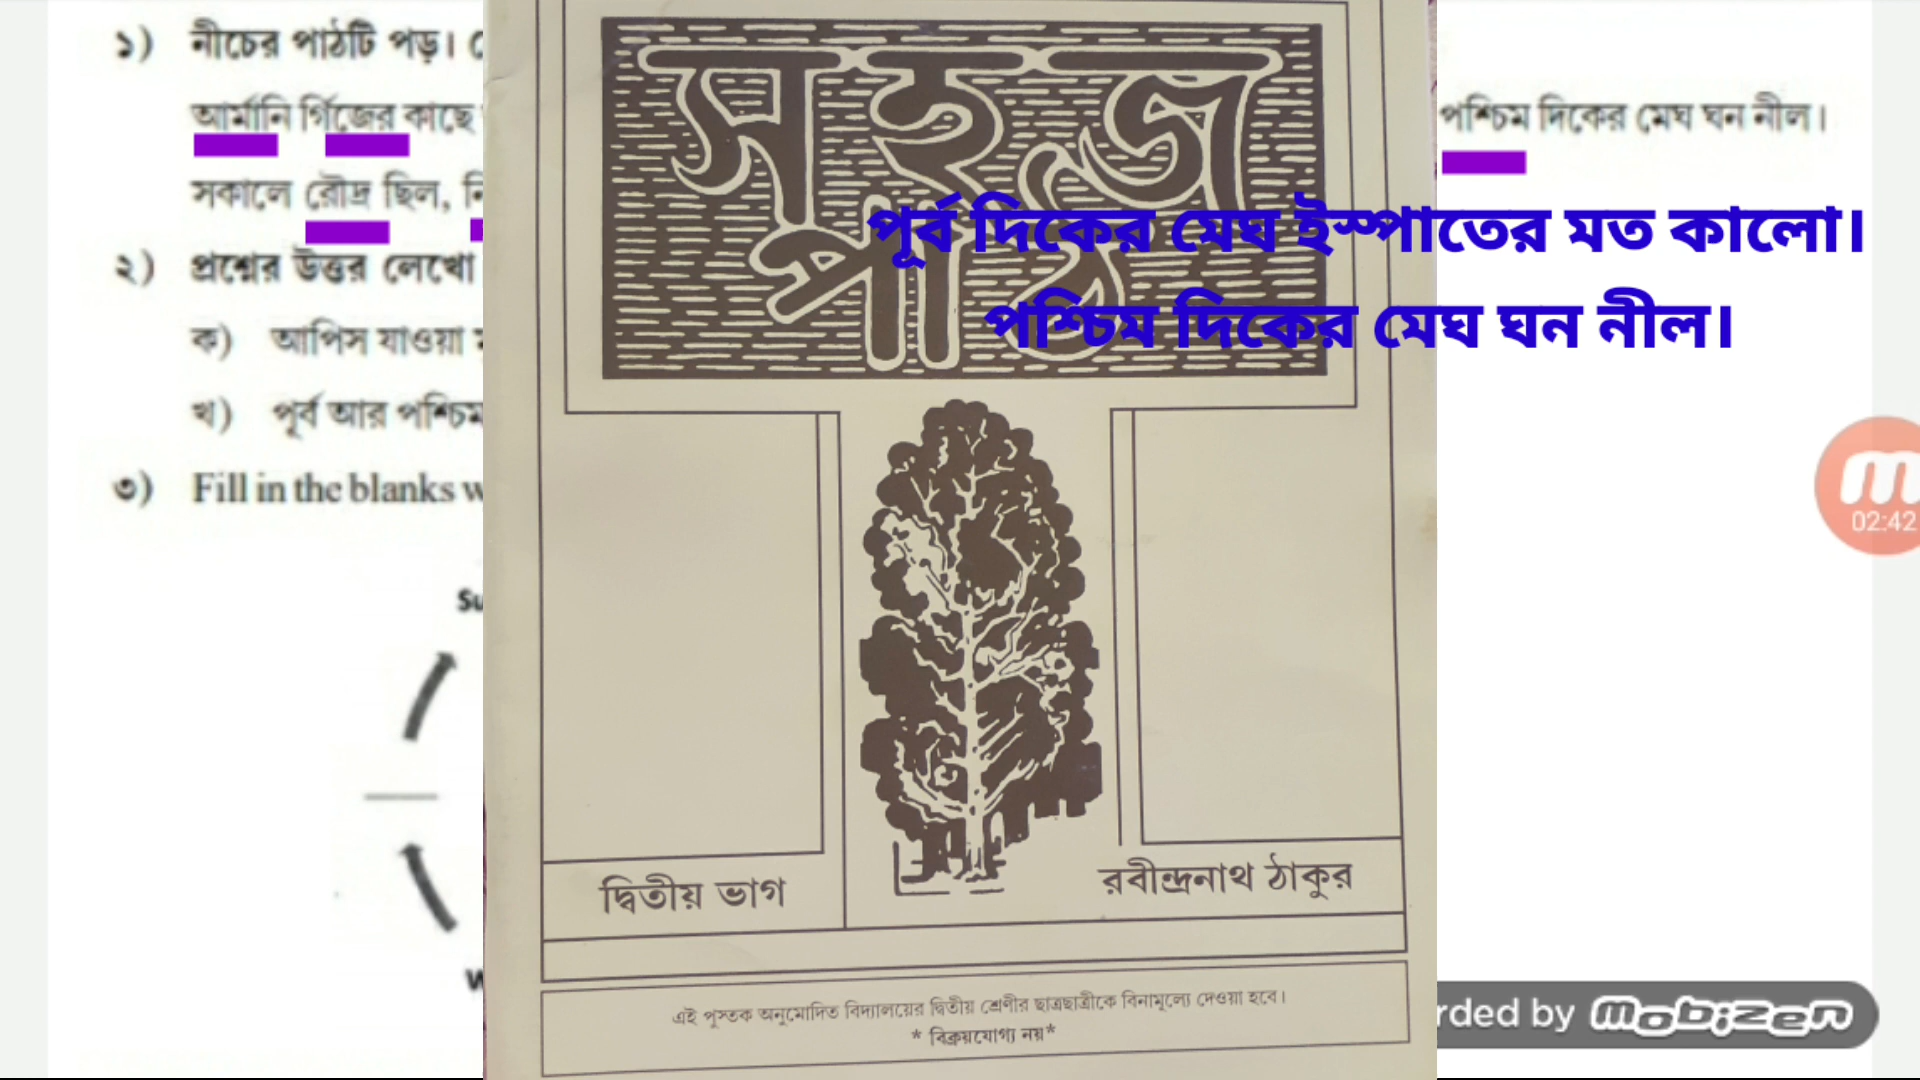 ১) নীচের পাঠটি পড়।
আর্মানি গির্জের কাছে
সকালে রৌদ্র ছিল,
২) প্রশ্নের উত্তর লেখো
ক) আপিস যাওয়া
খ) পূর্ব আর পশ্চিম
৩) Fill in the blanks
সহজ
পাঠ
দ্বিতীয় ভাগ
রবীন্দ্রনাথ ঠাকুর
এই পুস্তক অনুমোদিত বিদ্যালয়ের দ্বিতীয় শ্রেণীর ছাত্রছাত্রীকে বিনামূল্যে দেওয়া হবে।
* বিক্রয়যোগ্য নয়*
পশ্চিম দিকের মেঘ ঘন নীল।
পূর্ব দিকের মেঘ ইস্পাতের মত কালো।
পশ্চিম দিকের মেঘ ঘন নীল।
02:42
rded by mobizen